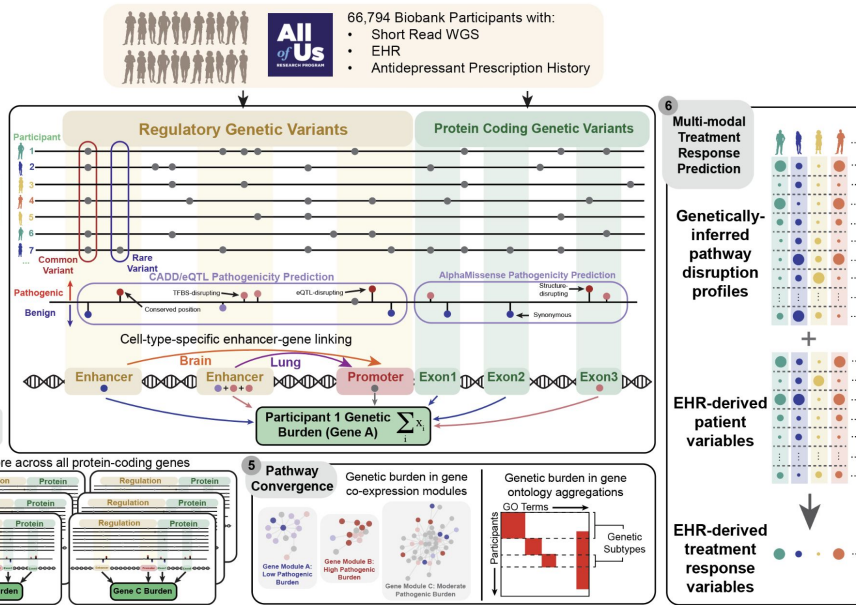 All
of
Us
RESEARCH PROGRAM
66,794 Biobank Participants with:
• Short Read WGS
• EHR
• Antidepressant Prescription History
Regulatory Genetic Variants
Protein Coding Genetic Variants
Participant
1
2
3
4
5
6
7
...
Common
Variant
Rare
Variant
CADD/eQTL Pathogenicity Prediction
AlphaMissense Pathogenicity Prediction
Pathogenic
Benign
Conserved position
TFBS-disrupting
eQTL-disrupting
Structure-
disrupting
Synonymous
Cell-type-specific enhancer-gene linking
Brain
Lung
Enhancer
Enhancer
Promoter
Exon1
Exon2
Exon3
+ +
Participant 1 Genetic
Burden (Gene A)
∑ xᵢ
i
re across all protein-coding genes
on
Protein
Regulation
Protein
Protein
Regulation
Protein
Protein
Regulation
Protein
rden
Gene C Burden
5
Pathway
Convergence
Genetic burden in gene
co-expression modules
Gene Module A:
Low Pathogenic
Burden
Gene Module B:
High Pathogenic
Burden
Gene Module C: Moderate
Pathogenic Burden
Genetic burden in gene
ontology aggregations
GO Terms
Participants
Genetic
Subtypes
6
Multi-modal
Treatment
Response
Prediction
Genetically-
inferred
pathway
disruption
profiles
+
EHR-derived
patient
variables
EHR-derived
treatment
response
variables